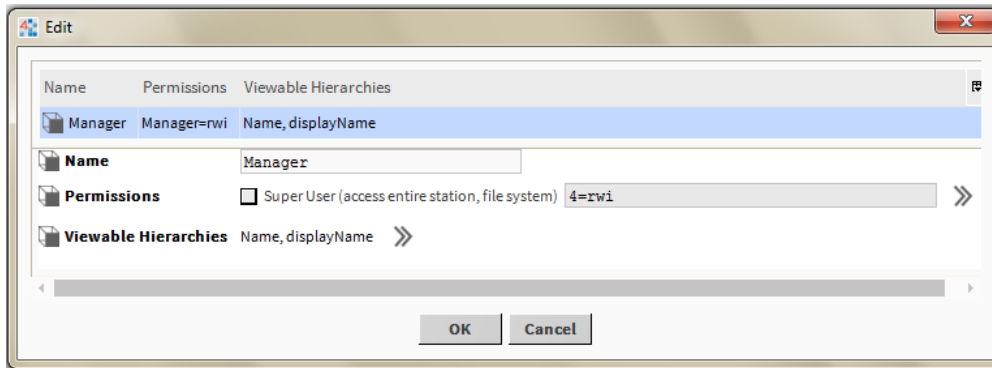 Edit
Name Permissions Viewable Hierarchies
Manager Manager=rwi Name, displayName
Name Manager
Permissions Super User (access entire station, file system) 4=rwi
Viewable Hierarchies Name, displayName
OK Cancel